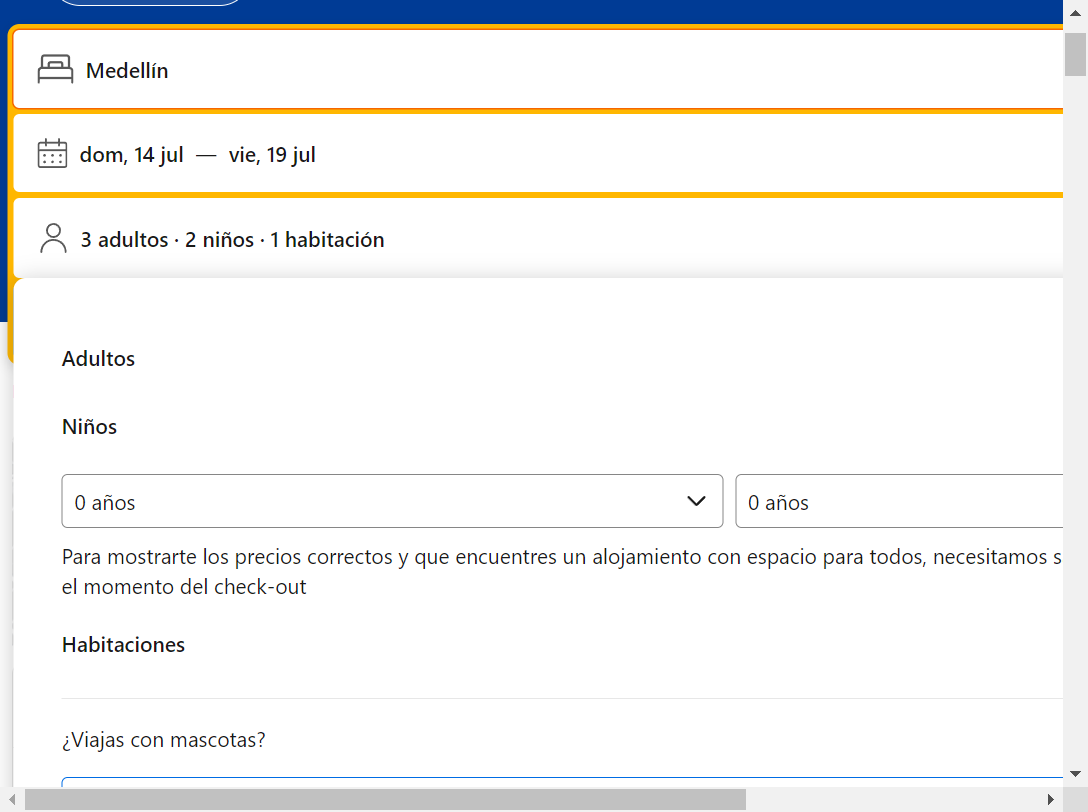 Medellín
dom, 14 jul — vie, 19 jul
3 adultos · 2 niños · 1 habitación
Adultos
Niños
0 años
0 años
Para mostrarte los precios correctos y que encuentres un alojamiento con espacio para todos, necesitamos s
el momento del check-out
Habitaciones
¿Viajas con mascotas?